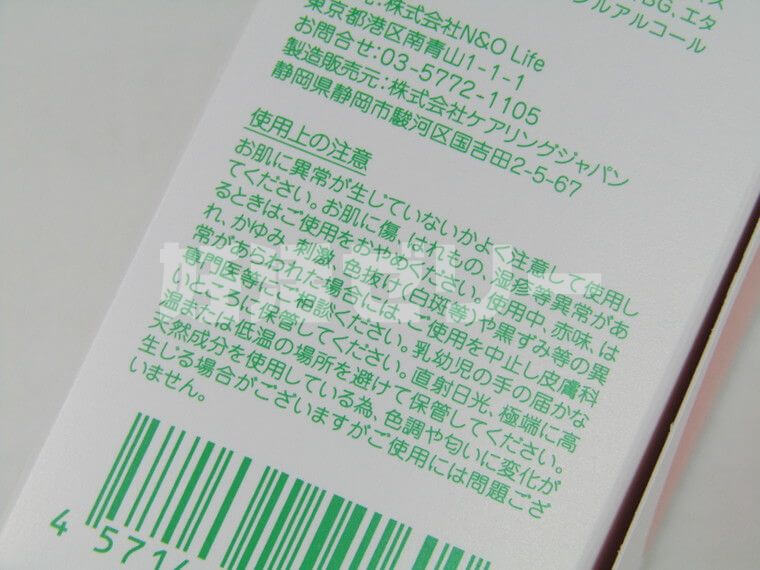 BG、エタ
ルアルコール
株式会社N&O Life
東京都港区南青山1-1-1
お問合せ:03-5772-1105
製造販売元:株式会社ケアリングジャパン
静岡県静岡市駿河区国吉田2-5-67
使用上の注意
お肌に異常が生じていないかよく注意して使用し
てください。お肌に傷、はれもの、湿疹等異常があ
るときはご使用をおやめください。使用中、赤味、は
れ、かゆみ、刺激、色抜け(白斑等)や黒ずみ等の異
常があらわれた場合には、ご使用を中止し皮膚科
専門医等にご相談ください。乳幼児の手の届かな
いところに保管してください。直射日光、極端に高
温または低温の場所を避けて保管してください。
天然成分を使用している為、色調や匂いに変化が
生じる場合がございますがご使用には問題ござ
いません。
4 5714